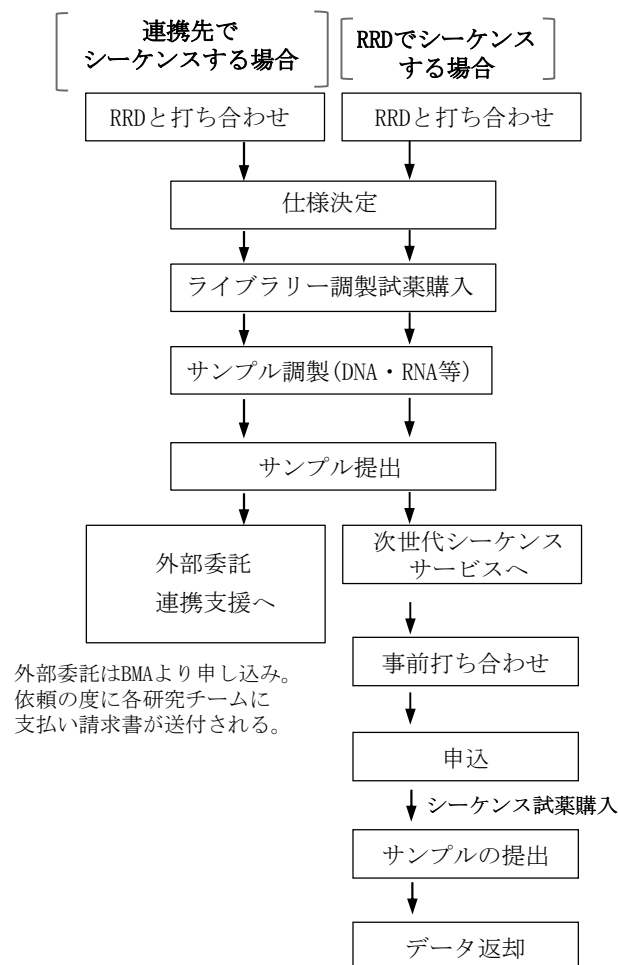 連携先で
シーケンスする場合
RRDでシーケンス
する場合
RRDと打ち合わせ
RRDと打ち合わせ
仕様決定
ライブラリー調製試薬購入
サンプル調製(DNA・RNA等)
サンプル提出
外部委託
連携支援へ
次世代シーケンス
サービスへ
外部委託はBMAより申し込み。
依頼の度に各研究チームに
支払い請求書が送付される。
事前打ち合わせ
申込
シーケンス試薬購入
サンプルの提出
データ返却